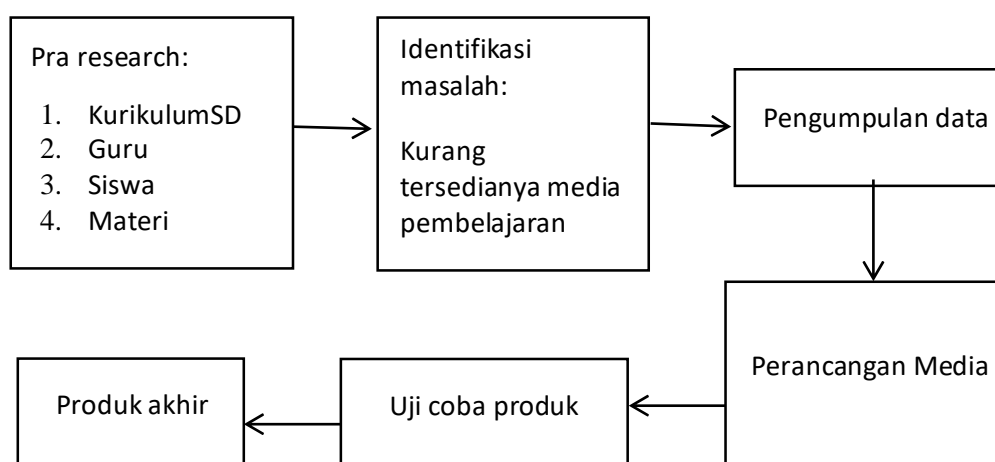 Pra research:
1. KurikulumSD
2. Guru
3. Siswa
4. Materi
Identifikasi
masalah:
Kurang
tersedianya media
pembelajaran
Pengumpulan data
Perancangan Media
Uji coba produk
Produk akhir